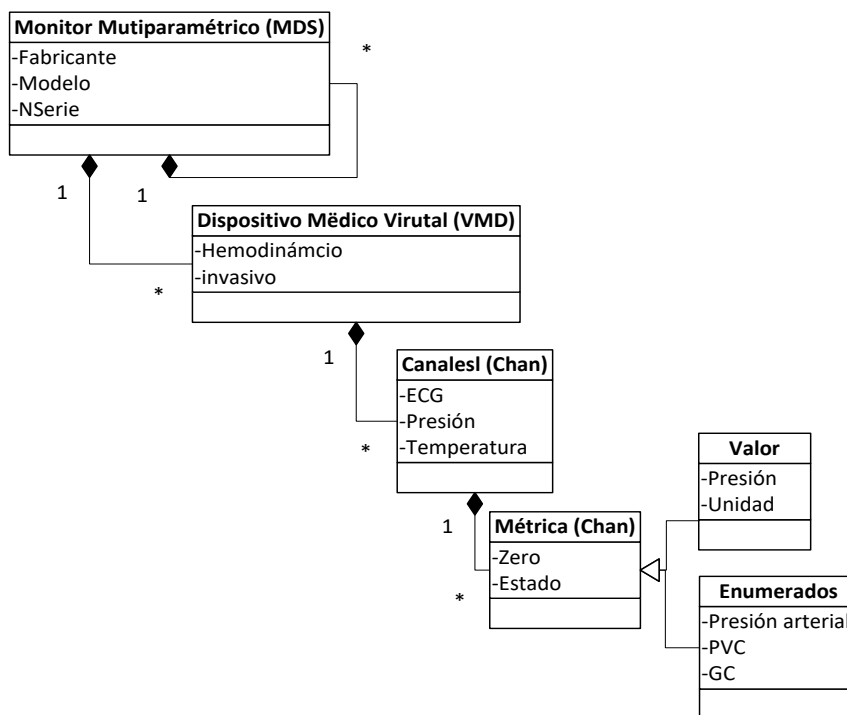 Monitor Mutiparamétrico (MDS)
-Fabricante
-Modelo
-NSerie
*
1
1
Dispositivo Mëdico Virutal (VMD)
-Hemodinámcio
-invasivo
*
1
Canalesl (Chan)
-ECG
-Presión
-Temperatura
*
1
Métrica (Chan)
-Zero
-Estado
*
Valor
-Presión
-Unidad
Enumerados
-Presión arterial
-PVC
-GC